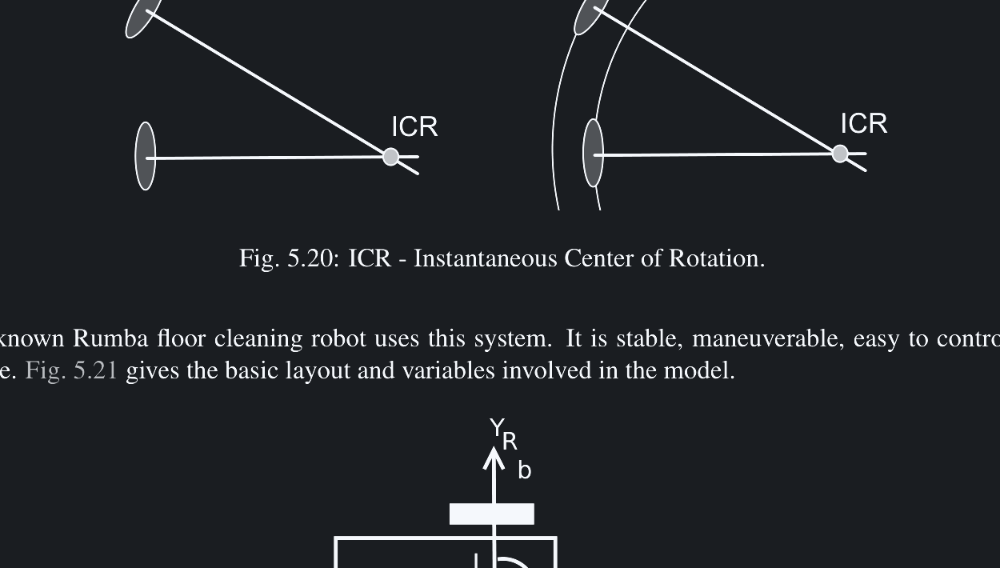 ICR
ICR
Fig. 5.20: ICR - Instantaneous Center of Rotation.
known Rumba floor cleaning robot uses this system. It is stable, maneuverable, easy to contro
e. Fig. 5.21 gives the basic layout and variables involved in the model.
Y
R
b